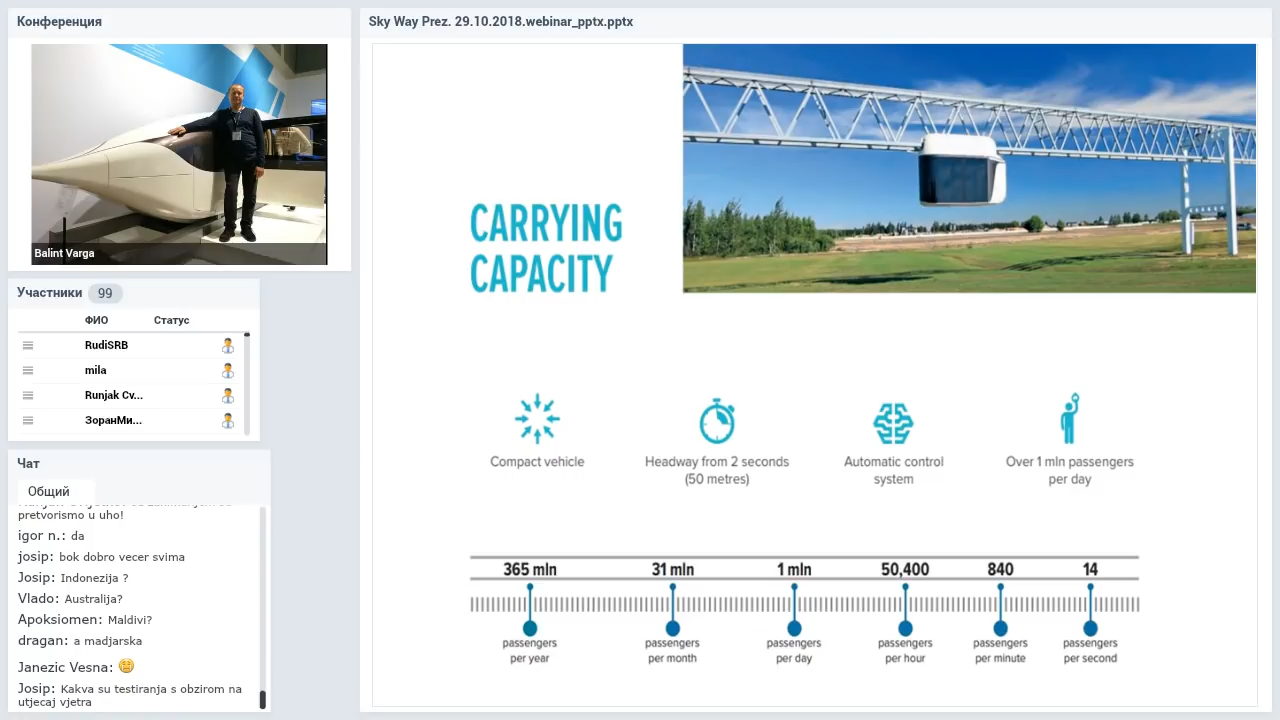 Конференция
Balint Varga
Участники 99
ФИО Статус
RudiSRB
mila
Runjak Cv...
ЗоранМи...
Чат
Общий
pretvorismo u uho!
igor n.: da
josip: bok dobro vecer svima
Josip: Indonezija ?
Vlado: Australija?
Apoksiomen: Maldivi?
dragan: a madjarska
Janezic Vesna:
Josip: Kakva su testiranja s obzirom na
utjecaj vjetra
Sky Way Prez. 29.10.2018.webinar_pptx.pptx
CARRYING
CAPACITY
Compact vehicle
Headway from 2 seconds
(50 metres)
Automatic control
system
Over 1 mln passengers
per day
365 mln 31 mln 1 mln 50,400 840 14
passengers passengers passengers passengers passengers passengers
per year per month per day per hour per minute per second